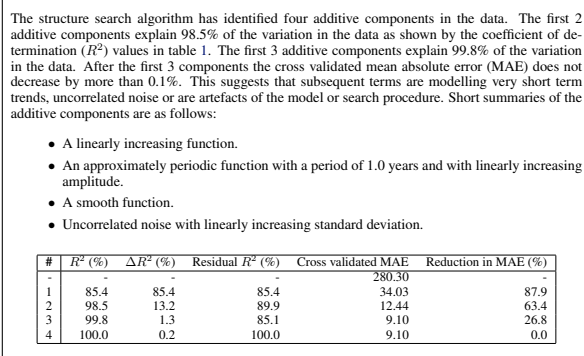 The structure search algorithm has identified four additive components in the data. The first 2
additive components explain 98.5% of the variation in the data as shown by the coefficient of de-
termination (R²) values in table 1. The first 3 additive components explain 99.8% of the variation
in the data. After the first 3 components the cross validated mean absolute error (MAE) does not
decrease by more than 0.1%. This suggests that subsequent terms are modelling very short term
trends, uncorrelated noise or are artefacts of the model or search procedure. Short summaries of the
additive components are as follows:
• A linearly increasing function.
• An approximately periodic function with a period of 1.0 years and with linearly increasing
amplitude.
• A smooth function.
• Uncorrelated noise with linearly increasing standard deviation.
# R² (%) ΔR² (%) Residual R² (%) Cross validated MAE Reduction in MAE (%)
- - - - 280.30 -
1 85.4 85.4 85.4 34.03 87.9
2 98.5 13.2 89.9 12.44 63.4
3 99.8 1.3 85.1 9.10 26.8
4 100.0 0.2 100.0 9.10 0.0